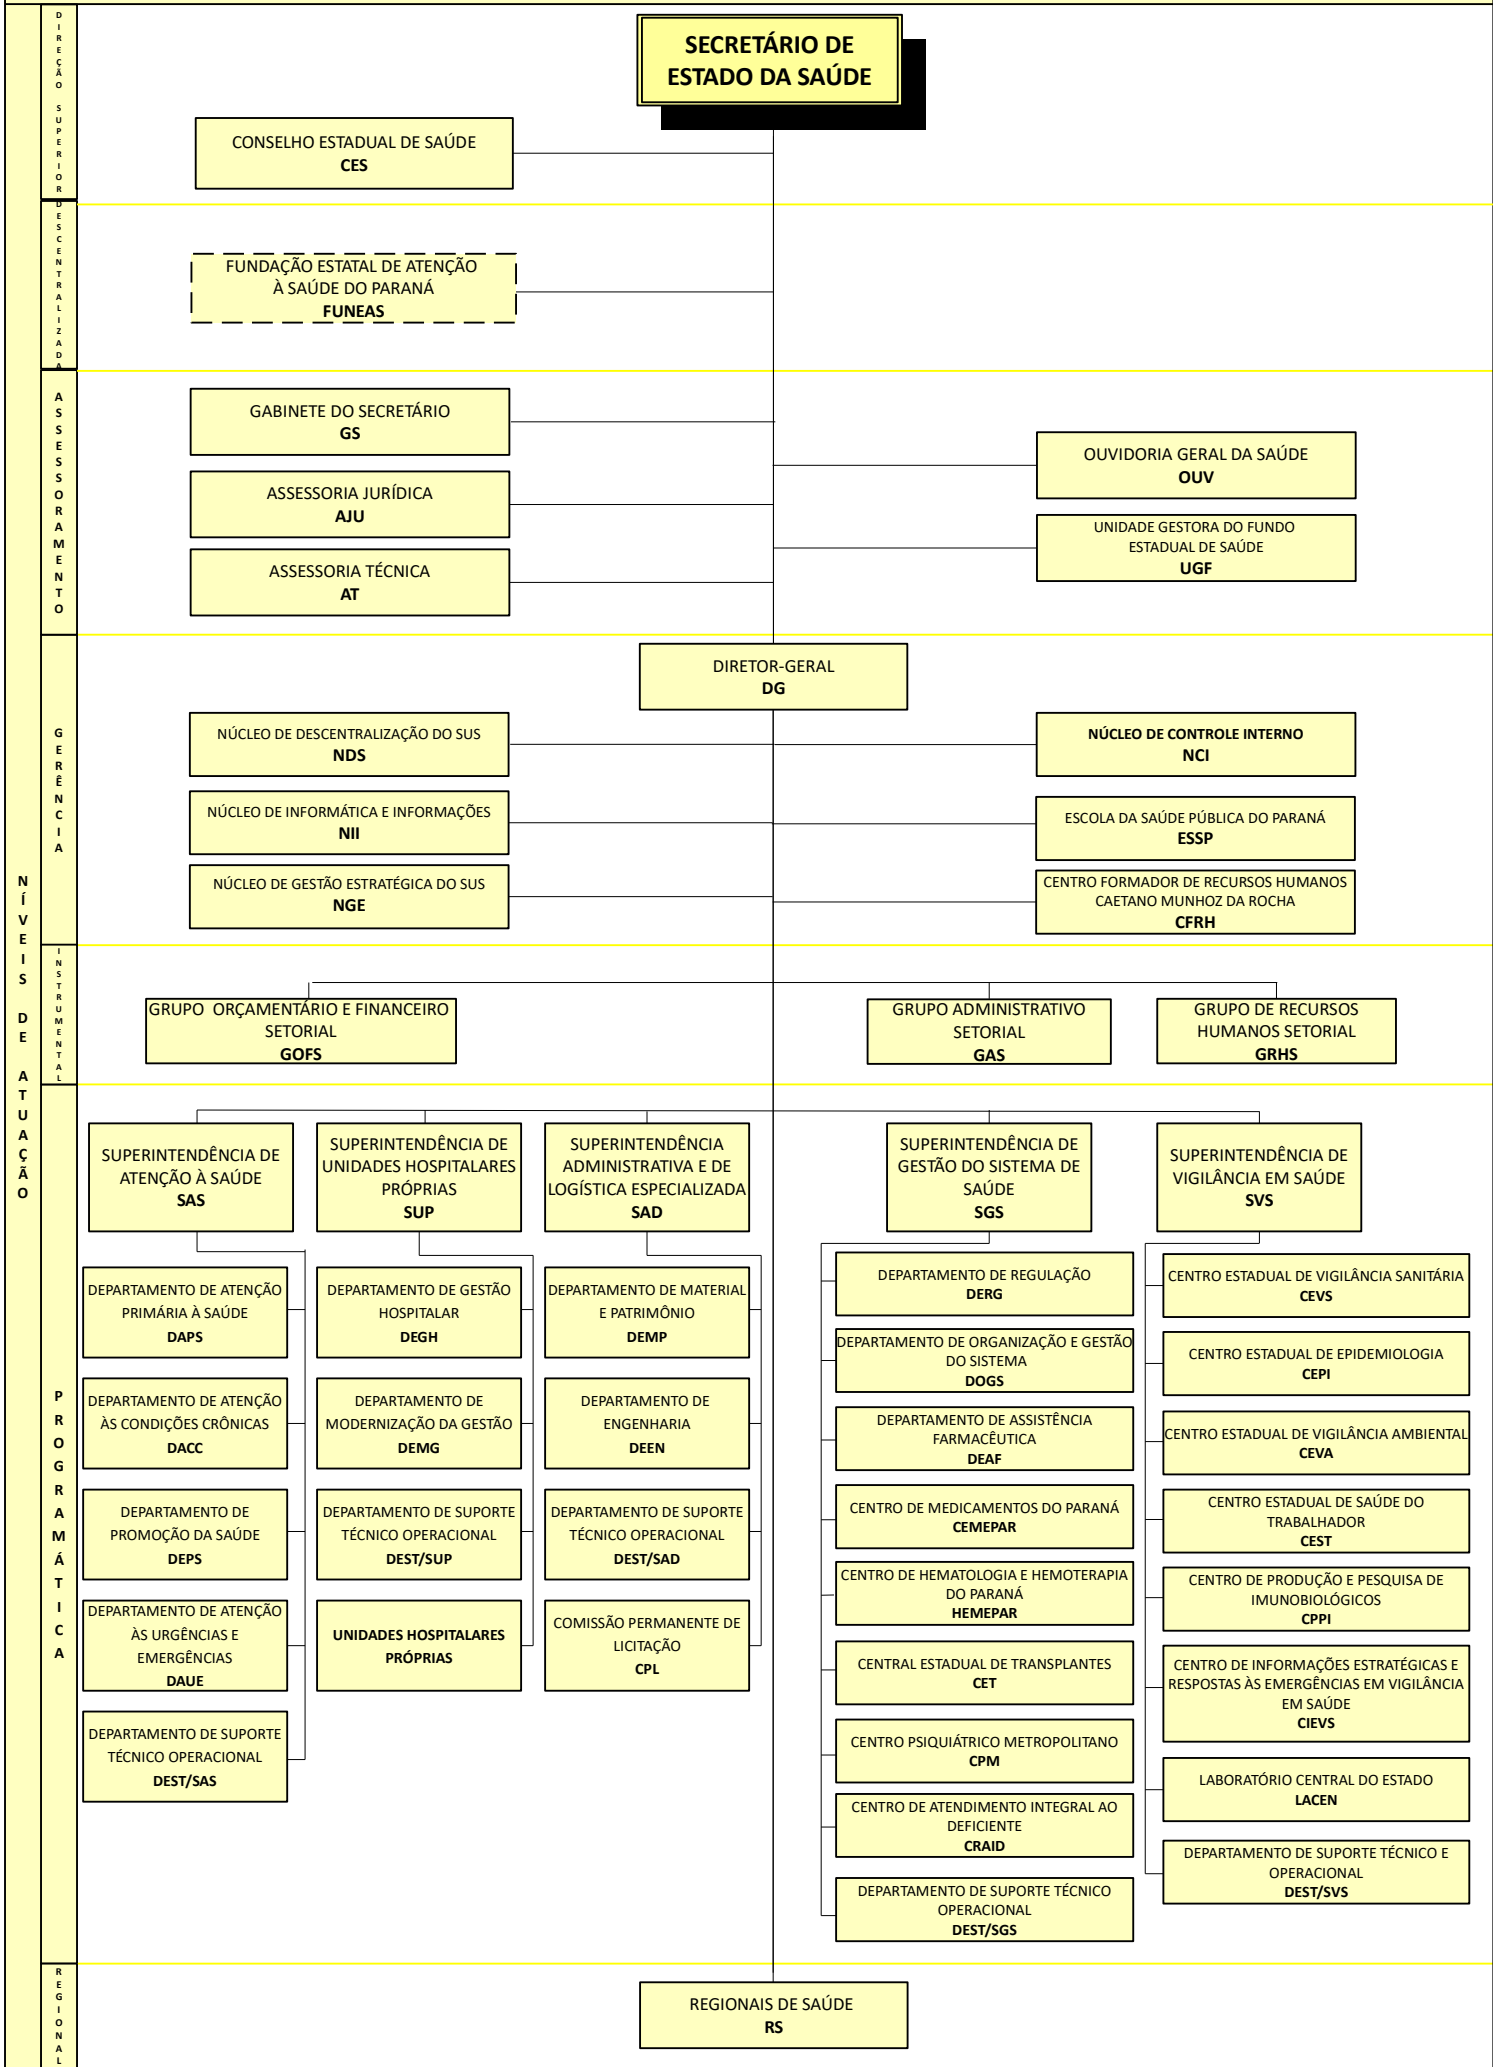 NÍVEIS DE ATUAÇÃO
DIREÇÃO SUPERIOR
SECRETÁRIO DE
ESTADO DA SAÚDE
CONSELHO ESTADUAL DE SAÚDE
CES
DESCENTRALIZADA
FUNDAÇÃO ESTATAL DE ATENÇÃO
À SAÚDE DO PARANÁ
FUNEAS
ASSESSORAMENTO
GABINETE DO SECRETÁRIO
GS
OUVIDORIA GERAL DA SAÚDE
OUV
ASSESSORIA JURÍDICA
AJU
UNIDADE GESTORA DO FUNDO
ESTADUAL DE SAÚDE
UGF
ASSESSORIA TÉCNICA
AT
GERÊNCIA
DIRETOR-GERAL
DG
NÚCLEO DE DESCENTRALIZAÇÃO DO SUS
NDS
NÚCLEO DE CONTROLE INTERNO
NCI
NÚCLEO DE INFORMÁTICA E INFORMAÇÕES
NII
ESCOLA DA SAÚDE PÚBLICA DO PARANÁ
ESSP
NÚCLEO DE GESTÃO ESTRATÉGICA DO SUS
NGE
CENTRO FORMADOR DE RECURSOS HUMANOS
CAETANO MUNHOZ DA ROCHA
CFRH
INSTRUMENTAL
GRUPO ORÇAMENTÁRIO E FINANCEIRO
SETORIAL
GOFS
GRUPO ADMINISTRATIVO
SETORIAL
GAS
GRUPO DE RECURSOS
HUMANOS SETORIAL
GRHS
PROGRAMÁTICA
SUPERINTENDÊNCIA DE
ATENÇÃO À SAÚDE
SAS
SUPERINTENDÊNCIA DE
UNIDADES HOSPITALARES
PRÓPRIAS
SUP
SUPERINTENDÊNCIA
ADMINISTRATIVA E DE
LOGÍSTICA ESPECIALIZADA
SAD
SUPERINTENDÊNCIA DE
GESTÃO DO SISTEMA DE
SAÚDE
SGS
SUPERINTENDÊNCIA DE
VIGILÂNCIA EM SAÚDE
SVS
DEPARTAMENTO DE ATENÇÃO
PRIMÁRIA À SAÚDE
DAPS
DEPARTAMENTO DE ATENÇÃO
ÀS CONDIÇÕES CRÔNICAS
DACC
DEPARTAMENTO DE
PROMOÇÃO DA SAÚDE
DEPS
DEPARTAMENTO DE ATENÇÃO
ÀS URGÊNCIAS E
EMERGÊNCIAS
DAUE
DEPARTAMENTO DE SUPORTE
TÉCNICO OPERACIONAL
DEST/SAS
DEPARTAMENTO DE GESTÃO
HOSPITALAR
DEGH
DEPARTAMENTO DE
MODERNIZAÇÃO DA GESTÃO
DEMG
DEPARTAMENTO DE SUPORTE
TÉCNICO OPERACIONAL
DEST/SUP
UNIDADES HOSPITALARES
PRÓPRIAS
DEPARTAMENTO DE MATERIAL
E PATRIMÔNIO
DEMP
DEPARTAMENTO DE
ENGENHARIA
DEEN
DEPARTAMENTO DE SUPORTE
TÉCNICO OPERACIONAL
DEST/SAD
COMISSÃO PERMANENTE DE
LICITAÇÃO
CPL
DEPARTAMENTO DE REGULAÇÃO
DERG
DEPARTAMENTO DE ORGANIZAÇÃO E GESTÃO
DO SISTEMA
DOGS
DEPARTAMENTO DE ASSISTÊNCIA
FARMACÊUTICA
DEAF
CENTRO DE MEDICAMENTOS DO PARANÁ
CEMEPAR
CENTRO DE HEMATOLOGIA E HEMOTERAPIA
DO PARANÁ
HEMEPAR
CENTRAL ESTADUAL DE TRANSPLANTES
CET
CENTRO PSIQUIÁTRICO METROPOLITANO
CPM
CENTRO DE ATENDIMENTO INTEGRAL AO
DEFICIENTE
CRAID
DEPARTAMENTO DE SUPORTE TÉCNICO
OPERACIONAL
DEST/SGS
CENTRO ESTADUAL DE VIGILÂNCIA SANITÁRIA
CEVS
CENTRO ESTADUAL DE EPIDEMIOLOGIA
CEPI
CENTRO ESTADUAL DE VIGILÂNCIA AMBIENTAL
CEVA
CENTRO ESTADUAL DE SAÚDE DO
TRABALHADOR
CEST
CENTRO DE PRODUÇÃO E PESQUISA DE
IMUNOBIOLÓGICOS
CPPI
CENTRO DE INFORMAÇÕES ESTRATÉGICAS E
RESPOSTAS ÀS EMERGÊNCIAS EM VIGILÂNCIA
EM SAÚDE
CIEVS
LABORATÓRIO CENTRAL DO ESTADO
LACEN
DEPARTAMENTO DE SUPORTE TÉCNICO E
OPERACIONAL
DEST/SVS
REGIONAL
REGIONAIS DE SAÚDE
RS